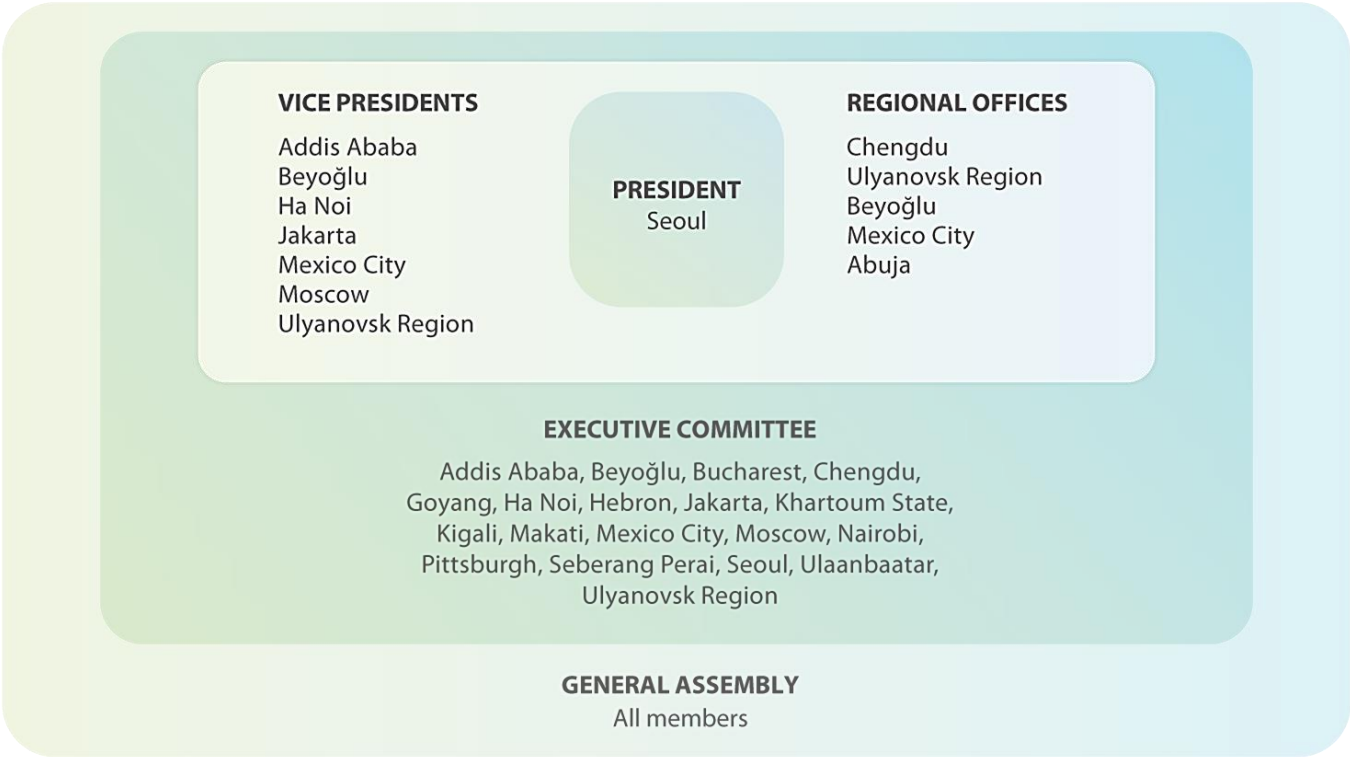 VICE PRESIDENTS
Addis Ababa
Beyoğlu
Ha Noi
Jakarta
Mexico City
Moscow
Ulyanovsk Region
PRESIDENT
Seoul
REGIONAL OFFICES
Chengdu
Ulyanovsk Region
Beyoğlu
Mexico City
Abuja
EXECUTIVE COMMITTEE
Addis Ababa, Beyoğlu, Bucharest, Chengdu,
Goyang, Ha Noi, Hebron, Jakarta, Khartoum State,
Kigali, Makati, Mexico City, Moscow, Nairobi,
Pittsburgh, Seberang Perai, Seoul, Ulaanbaatar,
Ulyanovsk Region
GENERAL ASSEMBLY
All members